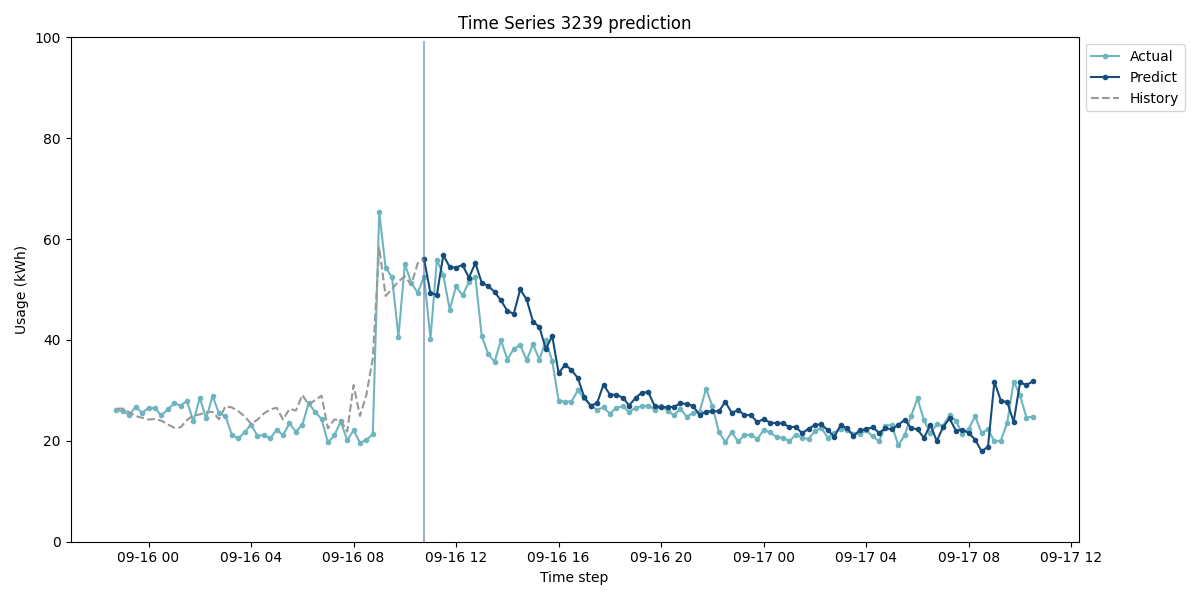 Time Series 3239 prediction
Usage (kWh)
100
80
60
40
20
0
09-16 00
09-16 04
09-16 08
09-16 12
09-16 16
09-16 20
09-17 00
09-17 04
09-17 08
09-17 12
Time step
Actual
Predict
History